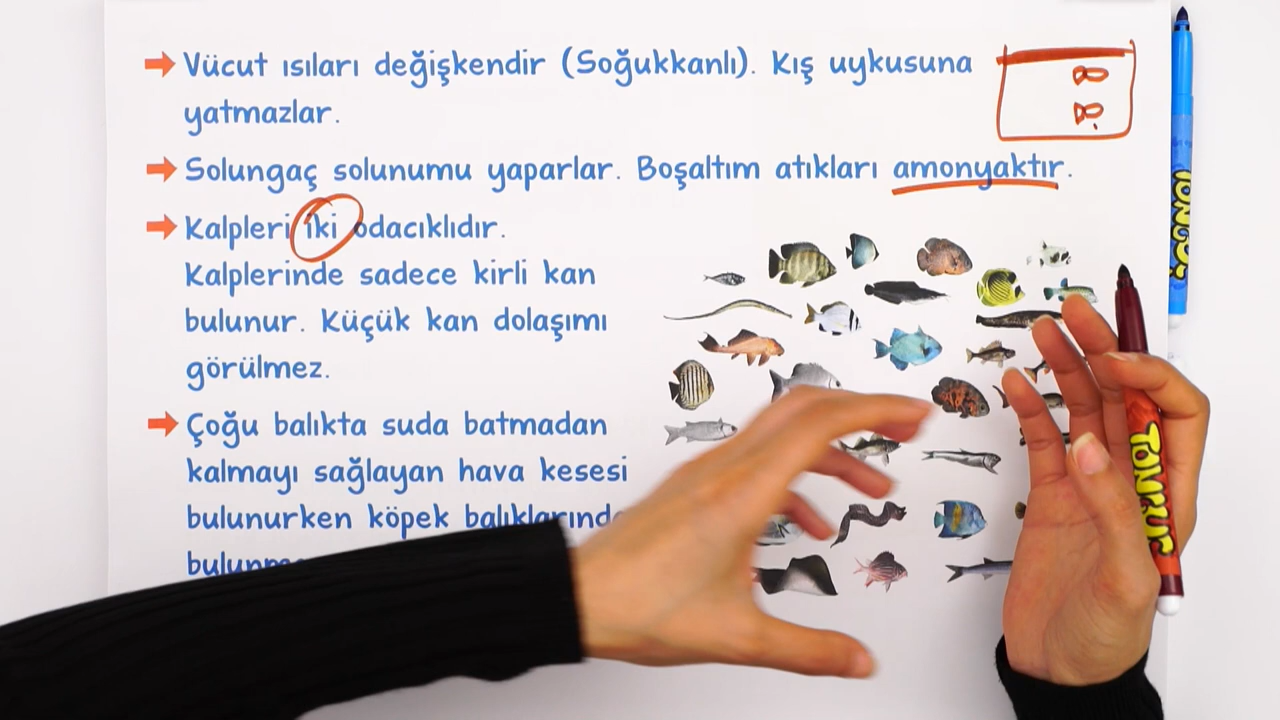 Vücut ısıları değişkendir (Soğukkanlı). Kış uykusuna
yatmazlar.
Solungaç solunumu yaparlar. Boşaltım atıkları amonyaktır.
Kalpleri iki odacıklıdır.
Kalplerinde sadece kirli kan
bulunur. Küçük kan dolaşımı
görülmez.
Çoğu balıkta suda batmadan
kalmayı sağlayan hava kesesi
bulunurken köpek balıklarında
TONGUÇ